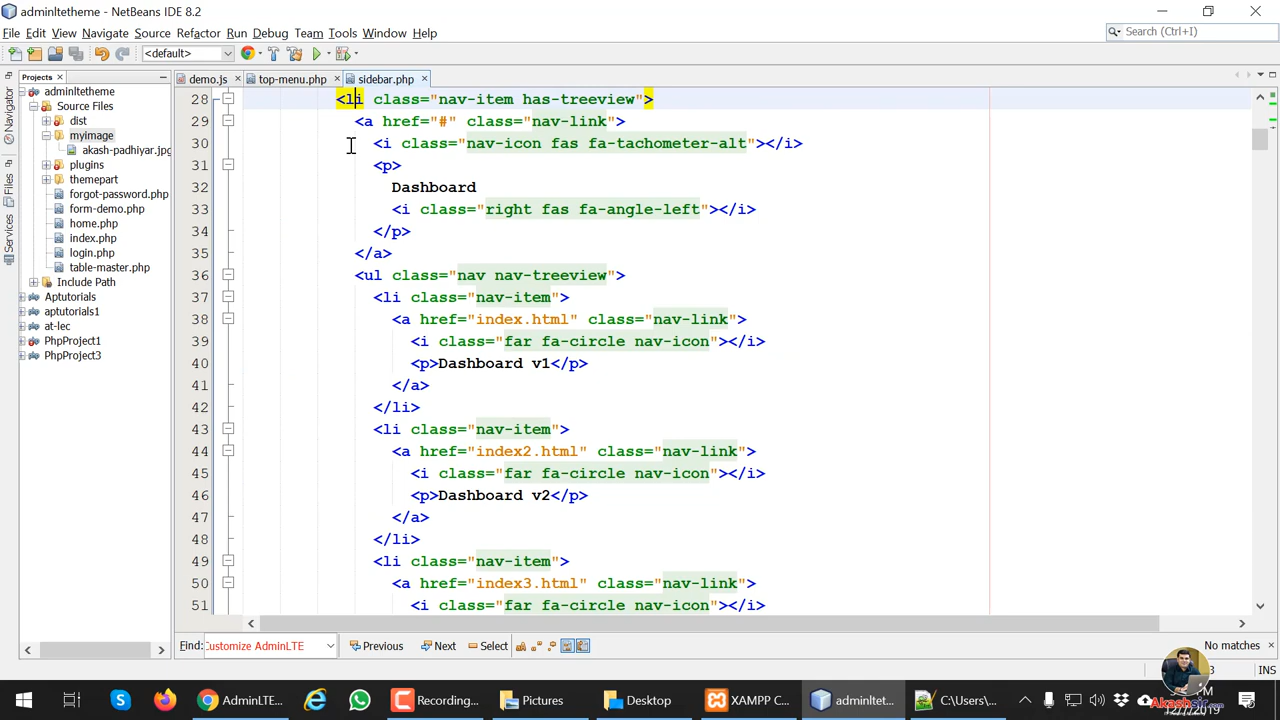 adminltetheme - NetBeans IDE 8.2
File Edit View Navigate Source Refactor Run Debug Team Tools Window Help
Search (Ctrl+I)
<default>
Projects
demo.js top-menu.php sidebar.php
Navigator
Files
Services
adminltetheme
Source Files
dist
myimage
akash-padhiyar.jpg
plugins
themepart
forgot-password.php
form-demo.php
home.php
index.php
login.php
table-master.php
Include Path
Aptutorials
aptutorials1
at-lec
PhpProject1
PhpProject3
28 <li class="nav-item has-treeview">
29 <a href="#" class="nav-link">
30 <i class="nav-icon fas fa-tachometer-alt"></i>
31 <p>
32 Dashboard
33 <i class="right fas fa-angle-left"></i>
34 </p>
35 </a>
36 <ul class="nav nav-treeview">
37 <li class="nav-item">
38 <a href="index.html" class="nav-link">
39 <i class="far fa-circle nav-icon"></i>
40 <p>Dashboard v1</p>
41 </a>
42 </li>
43 <li class="nav-item">
44 <a href="index2.html" class="nav-link">
45 <i class="far fa-circle nav-icon"></i>
46 <p>Dashboard v2</p>
47 </a>
48 </li>
49 <li class="nav-item">
50 <a href="index3.html" class="nav-link">
51 <i class="far fa-circle nav-icon"></i>
Find: Customize AdminLTE Previous Next Select No matches
INS
AdminLTE... Recording... Pictures Desktop XAMPP C... adminltet... C:\Users\...
Akashsir.com
12/7/2019